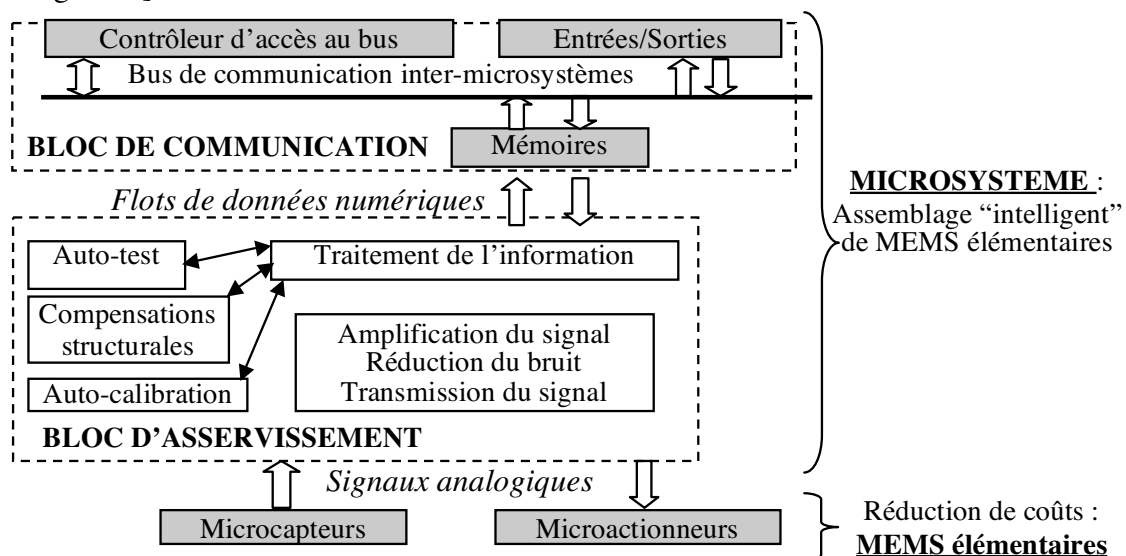 Contrôleur d'accès au bus
Entrées/Sorties
Bus de communication inter-microsystèmes
BLOC DE COMMUNICATION
Mémoires
Flots de données numériques
MICROSYSTEME :
Assemblage “intelligent”
de MEMS élémentaires
Auto-test
Traitement de l'information
Compensations
structurales
Amplification du signal
Réduction du bruit
Transmission du signal
Auto-calibration
BLOC D'ASSERVISSEMENT
Signaux analogiques
Microcapteurs
Microactionneurs
Réduction de coûts :
MEMS élémentaires